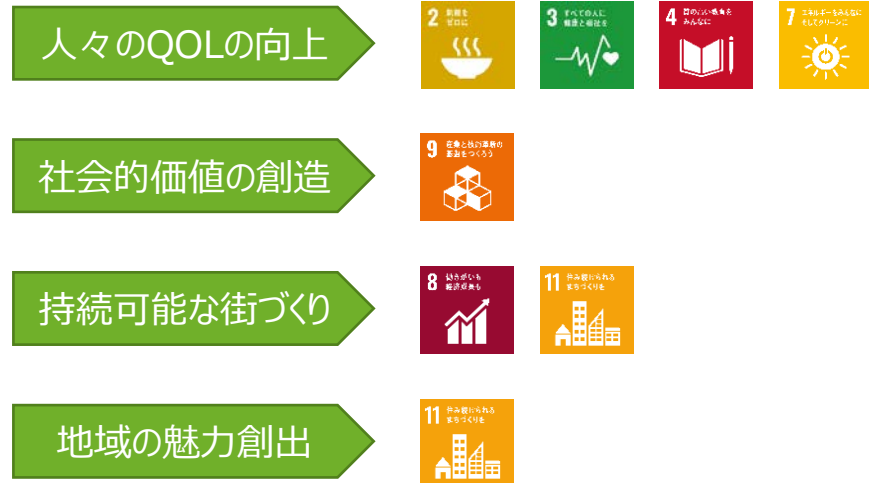 人々のQOLの向上
2 飢餓を
ゼロに
3 すべての人に
健康と福祉を
4 質の高い教育を
みんなに
7 エネルギーをみんなに
そしてクリーンに
社会的価値の創造
9 産業と技術革新の
基盤をつくろう
持続可能な街づくり
8 働きがいも
経済成長も
11 住み続けられる
まちづくりを
地域の魅力創出
11 住み続けられる
まちづくりを